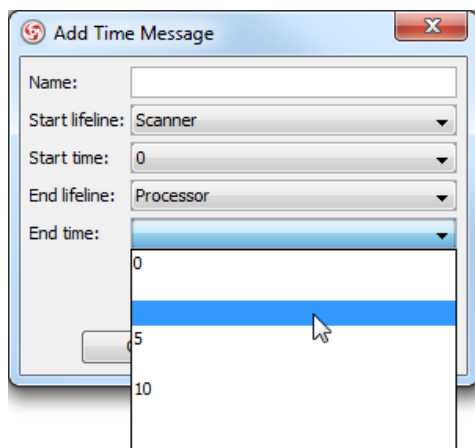 Add Time Message
Name:
Start lifeline: Scanner
Start time: 0
End lifeline: Processor
End time:
0
5
10